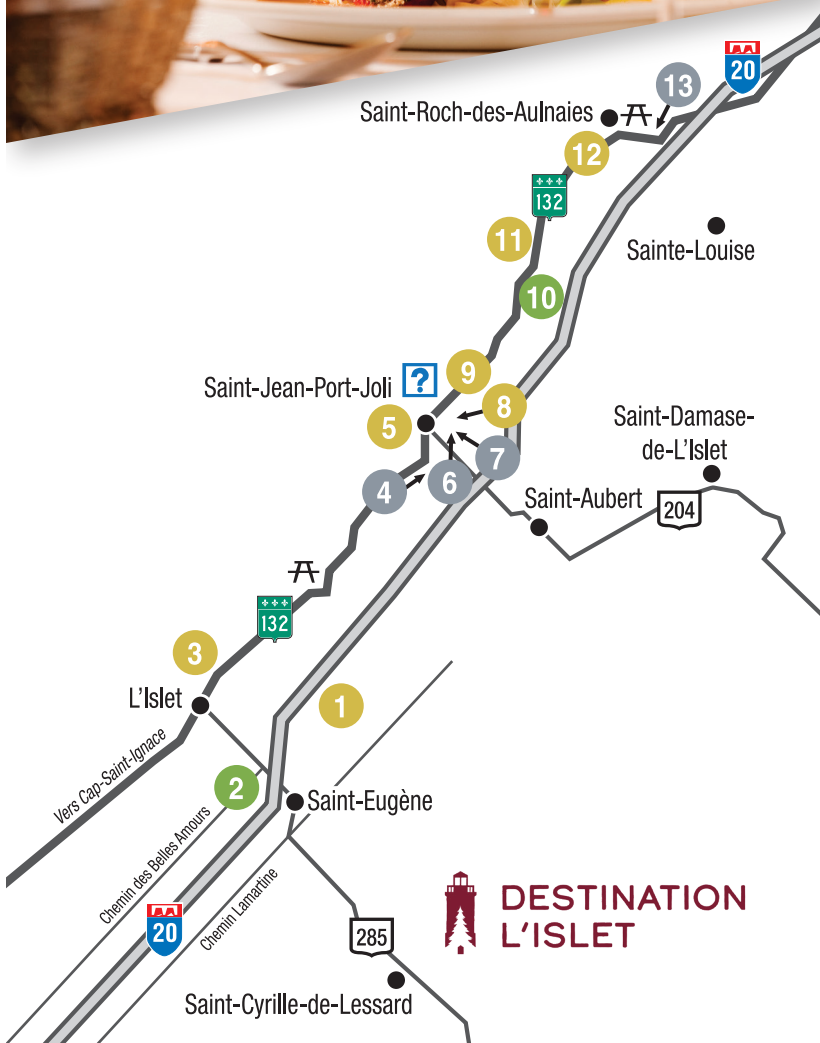 20
13
Saint-Roch-des-Aulnaies
12
132
11
Sainte-Louise
10
9
Saint-Jean-Port-Joli
?
8
5
Saint-Damase-
de-L'Islet
7
6
4
Saint-Aubert
204
132
3
L'Islet
1
Vers Cap-Saint-Ignace
2
Saint-Eugène
Chemin des Belles Amours
Chemin Lamartine
20
285
DESTINATION
L'ISLET
Saint-Cyrille-de-Lessard